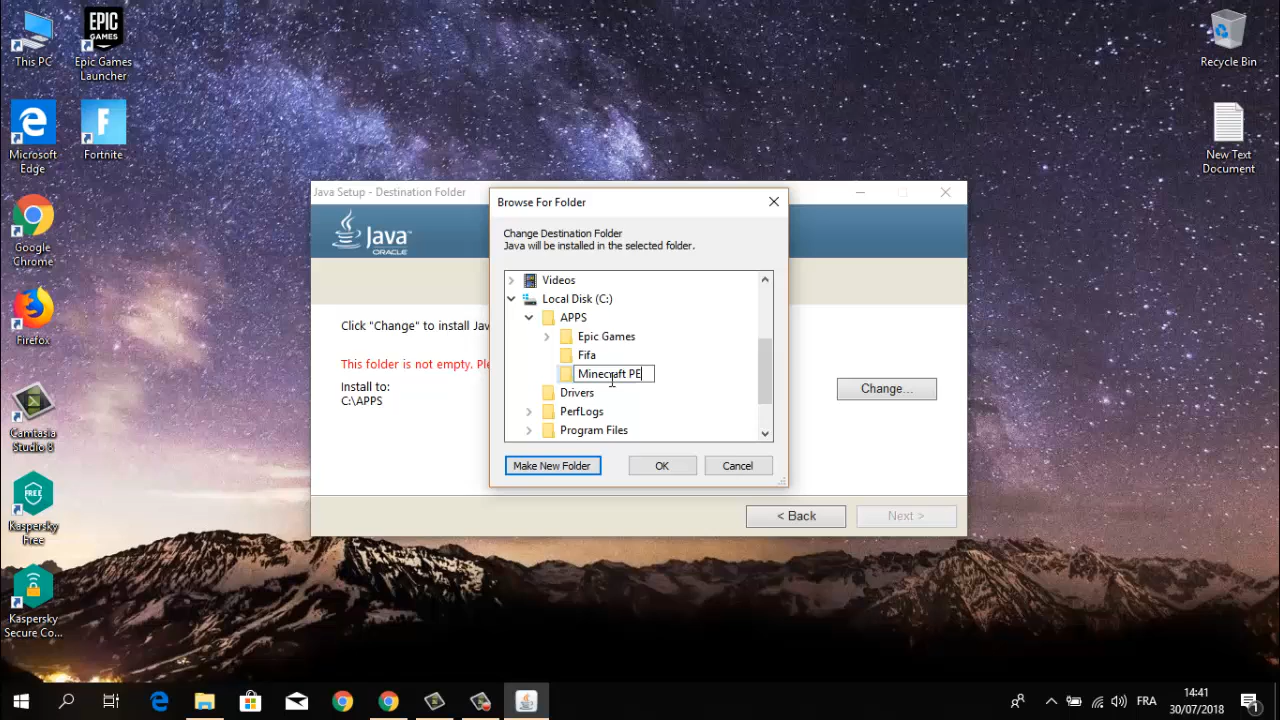 This PC
EPIC
GAMES
Epic Games
Launcher
Recycle Bin
Microsoft
Edge
Fortnite
New Text
Document
Google
Chrome
Firefox
Camtasia
Studio 8
FREE
Kaspersky
Free
Kaspersky
Secure Co...
Java Setup - Destination Folder
Java™
ORACLE
Click "Change" to install Jav
This folder is not empty. Ple
Install to:
C:\APPS
Change...
< Back
Next >
Browse For Folder
Change Destination Folder
Java will be installed in the selected folder.
Videos
Local Disk (C:)
APPS
Epic Games
Fifa
Minecraft PE
Drivers
PerfLogs
Program Files
Make New Folder
OK
Cancel
FRA
14:41
30/07/2018
1